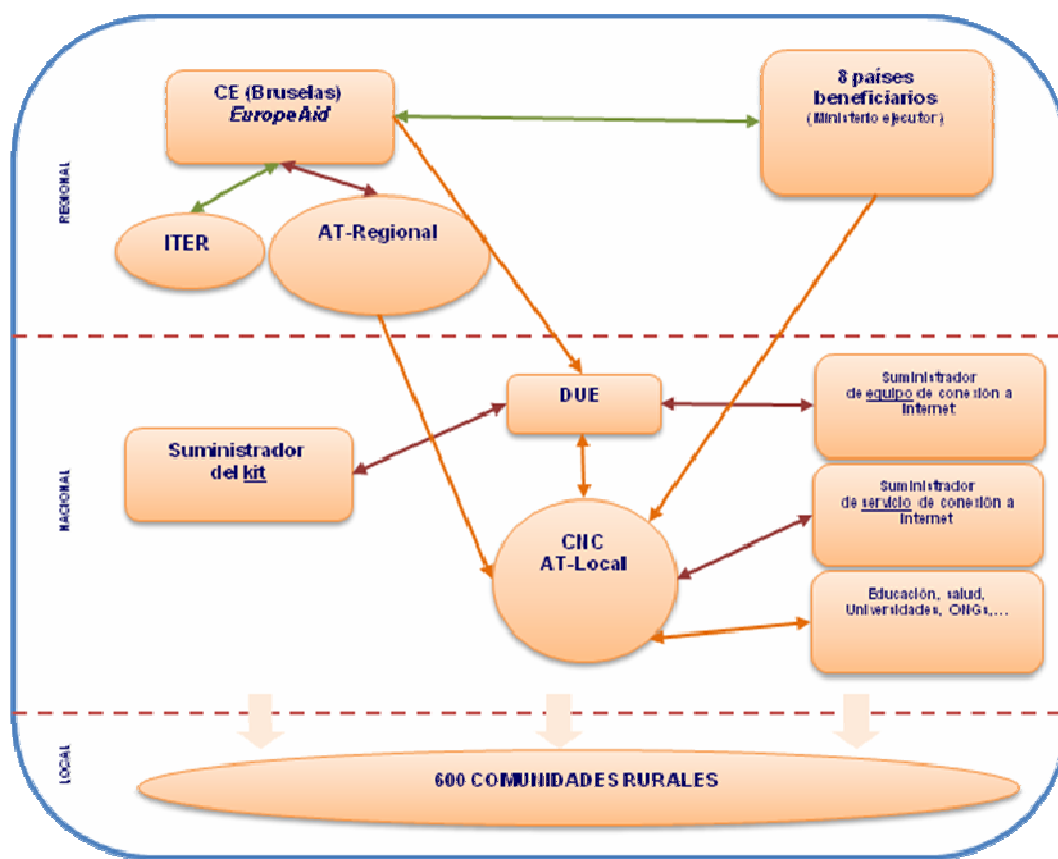 REGIONAL
CE (Bruselas)
EuropeAid
8 países
beneficíarios
(Ministerio ejecutor)
ITER
AT-Regional
NACIONAL
DUE
Suministrador
de equipo de conexión a
Internet
Suministrador
del kit
Suministrador
de servicio de conexión a
Internet
CNC
AT-Local
Educación, salud,
Universidades, ONGs,...
LOCAL
600 COMUNIDADES RURALES